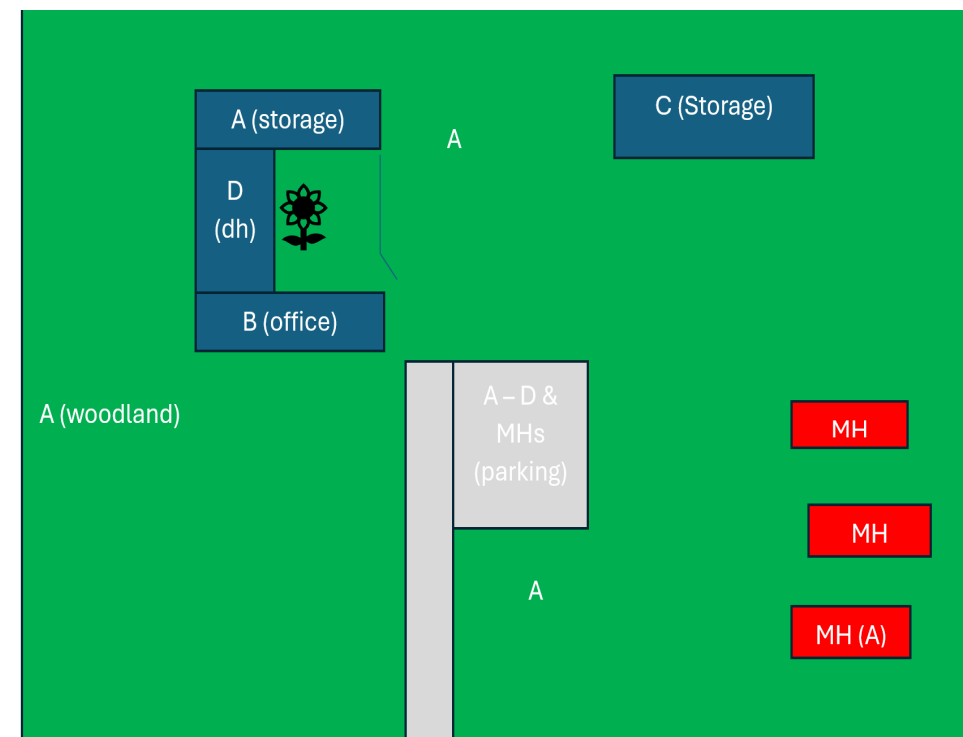 A (storage)
A
C (Storage)
D
(dh)
B (office)
A (woodland)
A – D &
MHs
(parking)
MH
MH
A
MH (A)